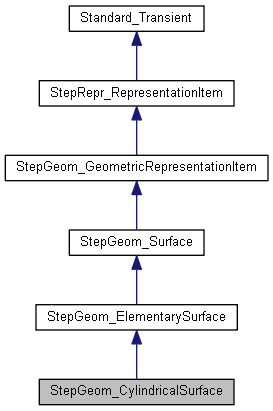 Standard_Transient
StepRepr_RepresentationItem
StepGeom_GeometricRepresentationItem
StepGeom_Surface
StepGeom_ElementarySurface
StepGeom_CylindricalSurface